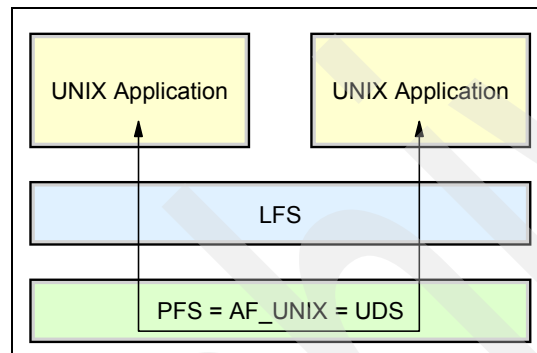 UNIX Application
UNIX Application
LFS
PFS = AF_UNIX = UDS